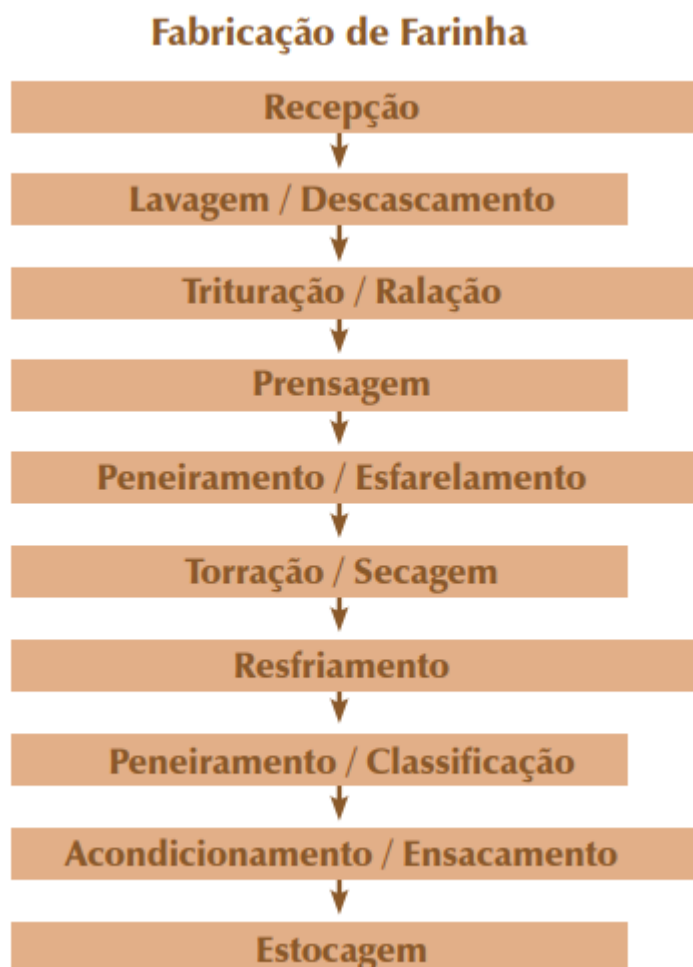 Fabricação de Farinha
Recepção
Lavagem / Descascamento
Trituração / Ralação
Prensagem
Peneiramento / Esfarelamento
Torração / Secagem
Resfriamento
Peneiramento / Classificação
Acondicionamento / Ensacamento
Estocagem